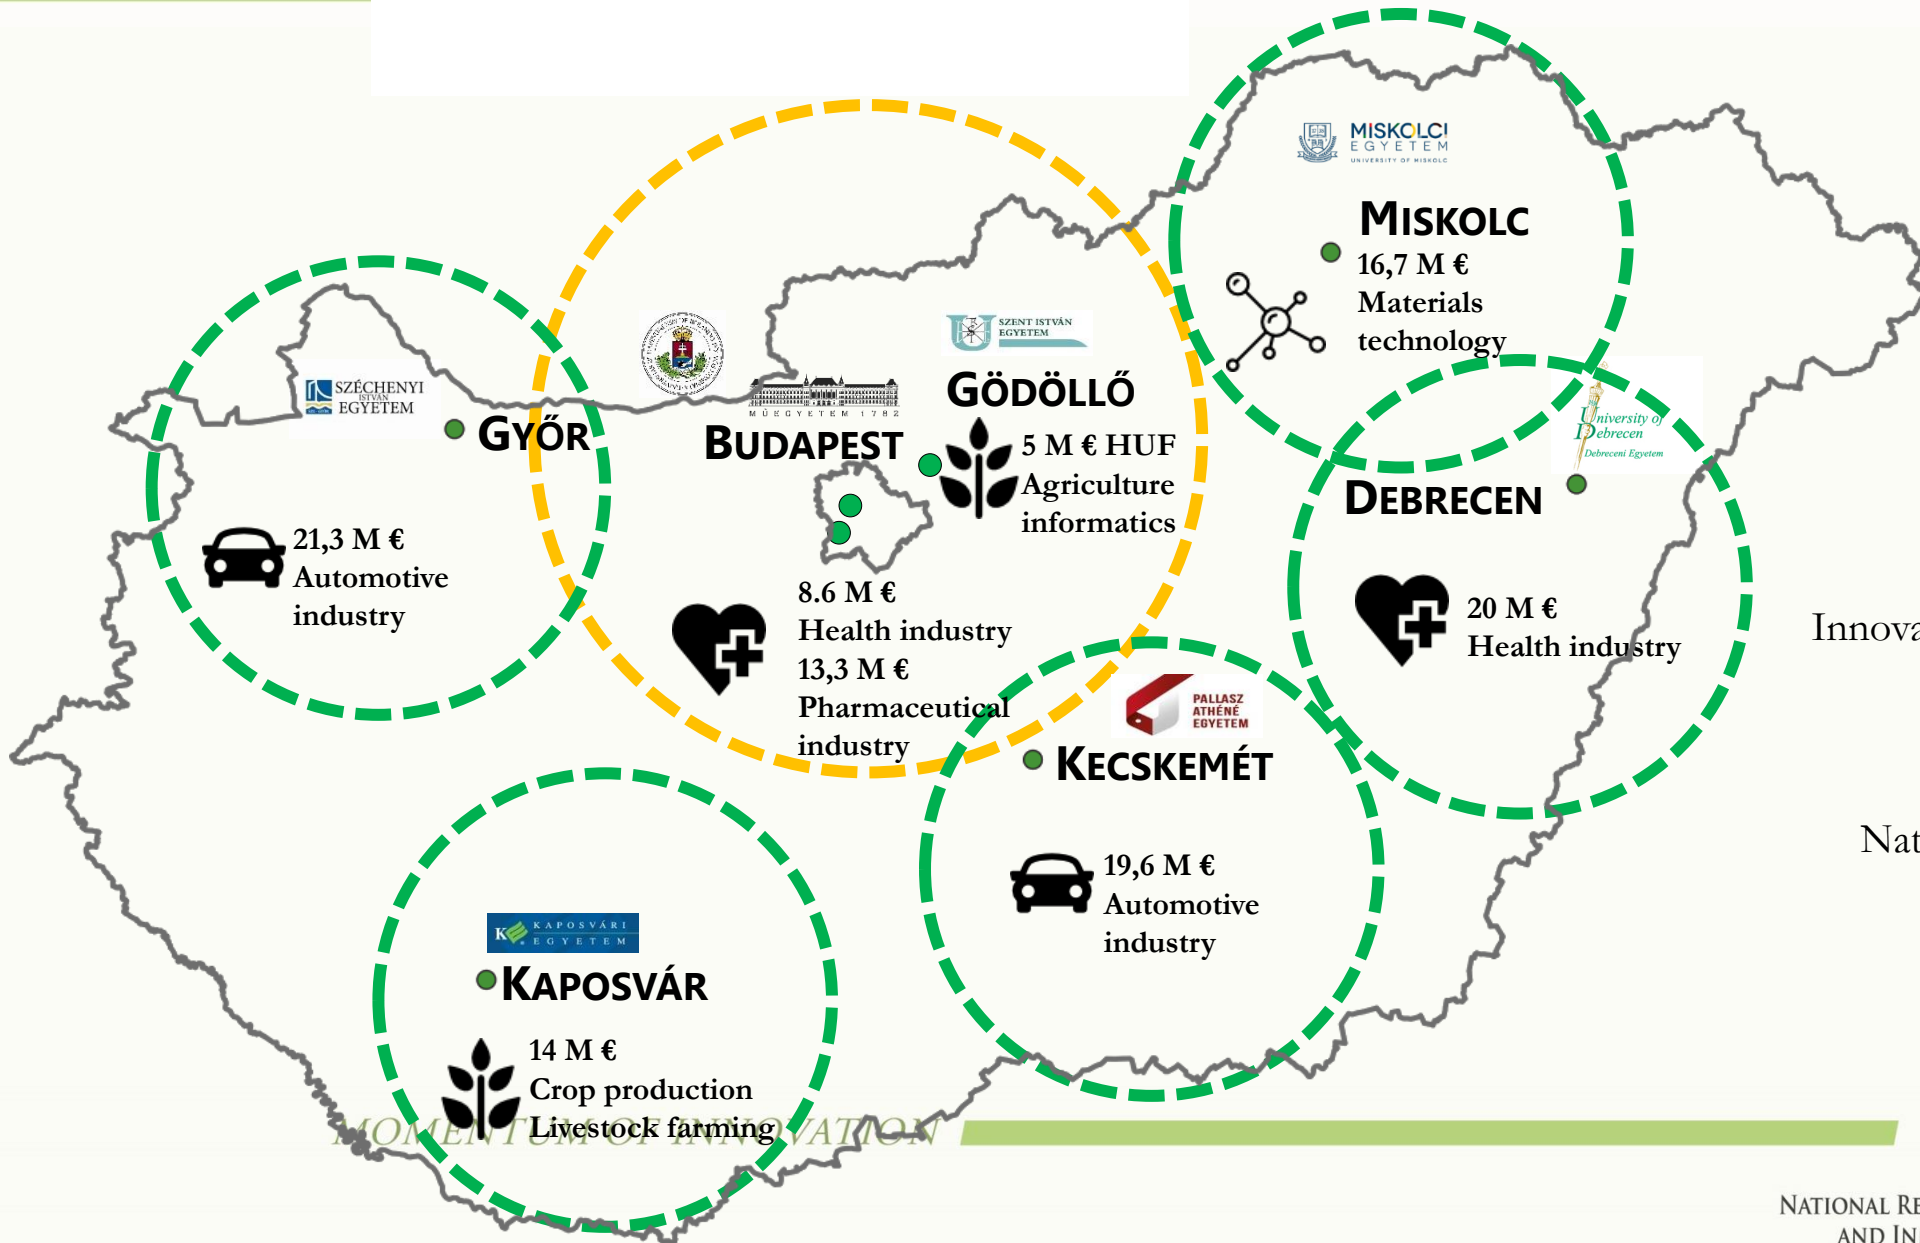 MISKOLCI
EGYETEM
UNIVERSITY OF MISKOLC
MISKOLC
16,7 M €
Materials
technology
SZENT ISTVÁN
EGYETEM
GÖDÖLLŐ
5 M € HUF
Agriculture
informatics
SZÉCHENYI
ISTVÁN
EGYETEM
GYŐR
21,3 M €
Automotive
industry
MŰEGYETEM 1782
BUDAPEST
8.6 M €
Health industry
13,3 M €
Pharmaceutical
industry
University of
Debrecen
Debreceni Egyetem
DEBRECEN
20 M €
Health industry
Innova
PALLASZ
ATHÉNÉ
EGYETEM
KECSKEMÉT
19,6 M €
Automotive
industry
Nat
KAPOSVÁRI
EGYETEM
KAPOSVÁR
14 M €
Crop production
Livestock farming
MOMENTUM OF INNOVATION
NATIONAL RE
AND IN